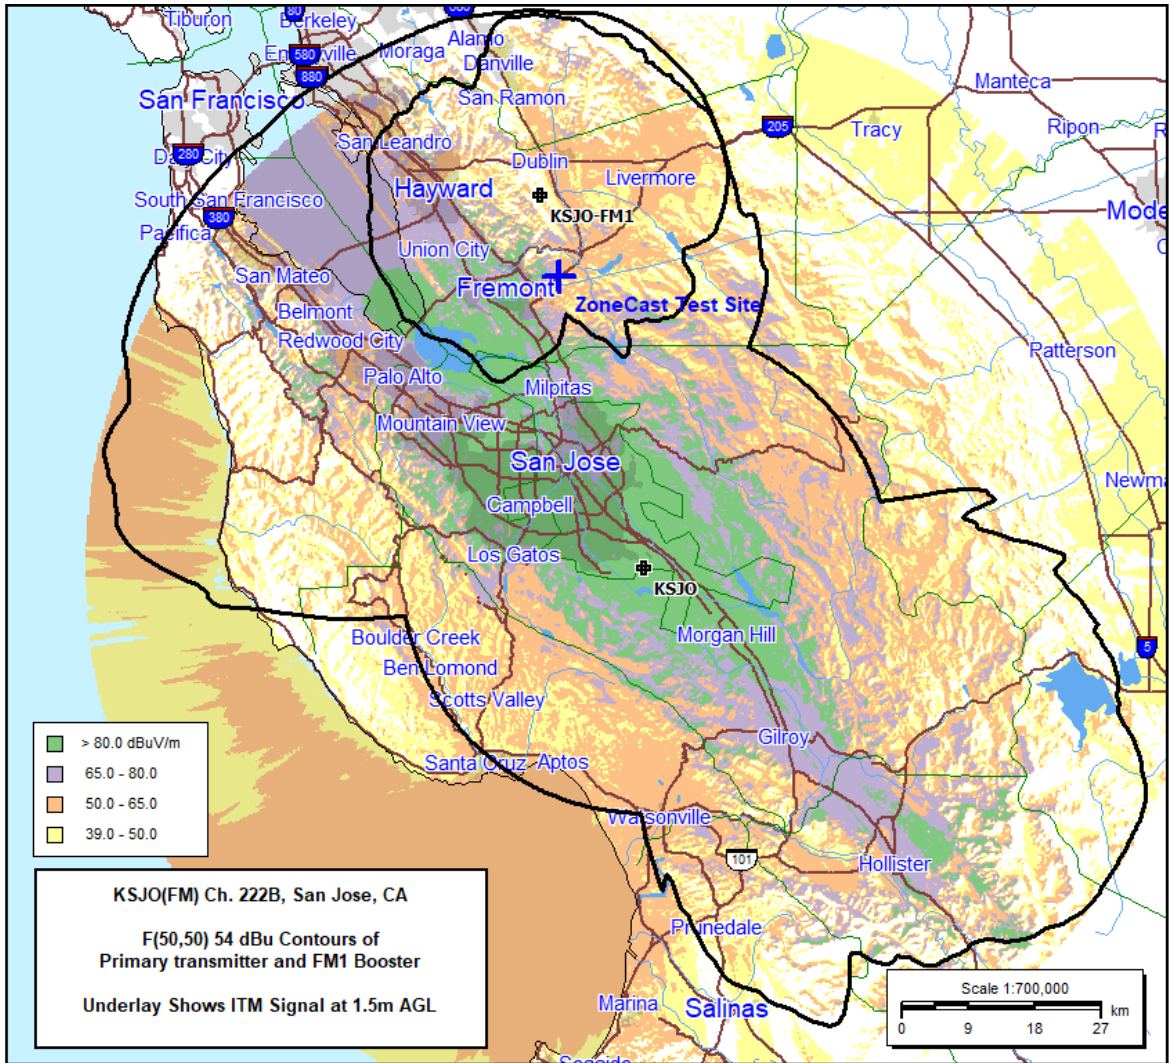 Tiburon
80
Berkeley
580
Em
ville
880
Moraga
Alamo
Danville
Manteca
San Francisco
San Ramon
205
Tracy
Ripon
280
San Leandro
Dublin
Livermore
Hayward
South San Francisco
380
Pacifica
KSJO-FM1
Mode
Union City
San Mateo
Fremont
ZoneCast Test Site
Belmont
Redwood City
Patterson
Palo Alto
Milpitas
Mountain View
San Jose
Newma
Campbell
Los Gatos
KSJO
Morgan Hill
Boulder Creek
5
Ben Lomond
Scotts Valley
Gilroy
Santa Cruz
Aptos
Watsonville
101
Hollister
Prunedale
Marina
Salinas
> 80.0 dBuV/m
65.0 - 80.0
50.0 - 65.0
39.0 - 50.0
KSJO(FM) Ch. 222B, San Jose, CA
F(50,50) 54 dBu Contours of
Primary transmitter and FM1 Booster
Underlay Shows ITM Signal at 1.5m AGL
Scale 1:700,000
km
0 9 18 27